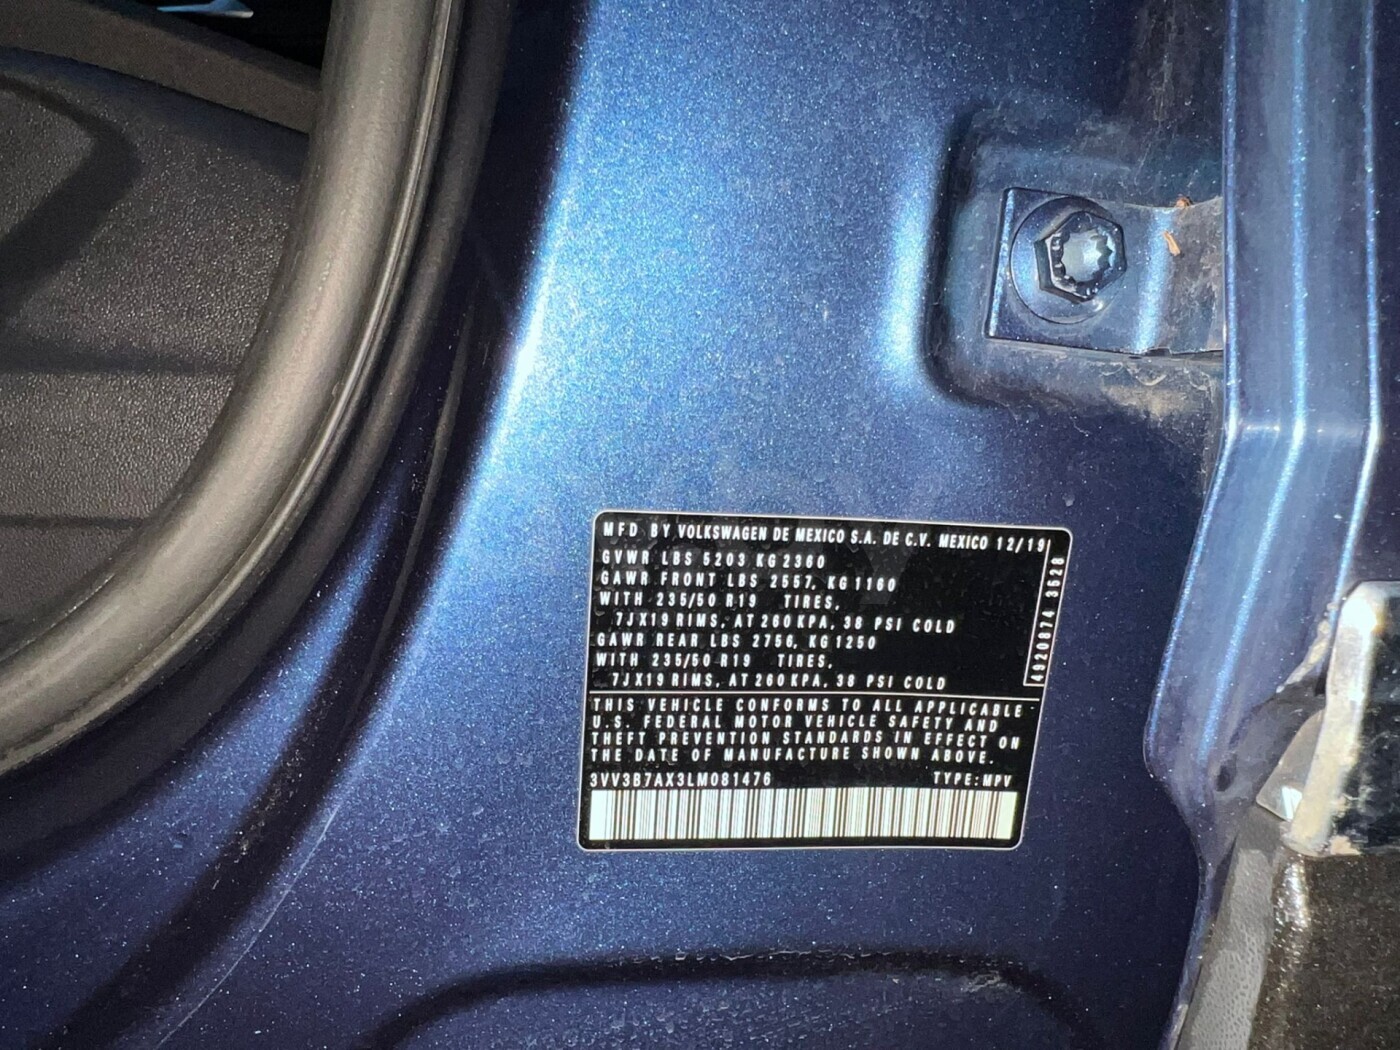 MFD BY VOLKSWAGEN DE MEXICO S.A. DE C.V. MEXICO 12/19
GVWR LBS 5203 KG 2360
GAWR FRONT LBS 2557, KG 1160
WITH 235/50 R19 TIRES,
7JX19 RIMS, AT 260 KPA, 38 PSI COLD
GAWR REAR LBS 2756, KG 1250
WITH 235/50 R19 TIRES,
7JX19 RIMS, AT 260 KPA, 38 PSI COLD
4920874 3528
THIS VEHICLE CONFORMS TO ALL APPLICABLE
U.S. FEDERAL MOTOR VEHICLE SAFETY AND
THEFT PREVENTION STANDARDS IN EFFECT ON
THE DATE OF MANUFACTURE SHOWN ABOVE.
3VV3B7AX3LM081476 TYPE: MPV